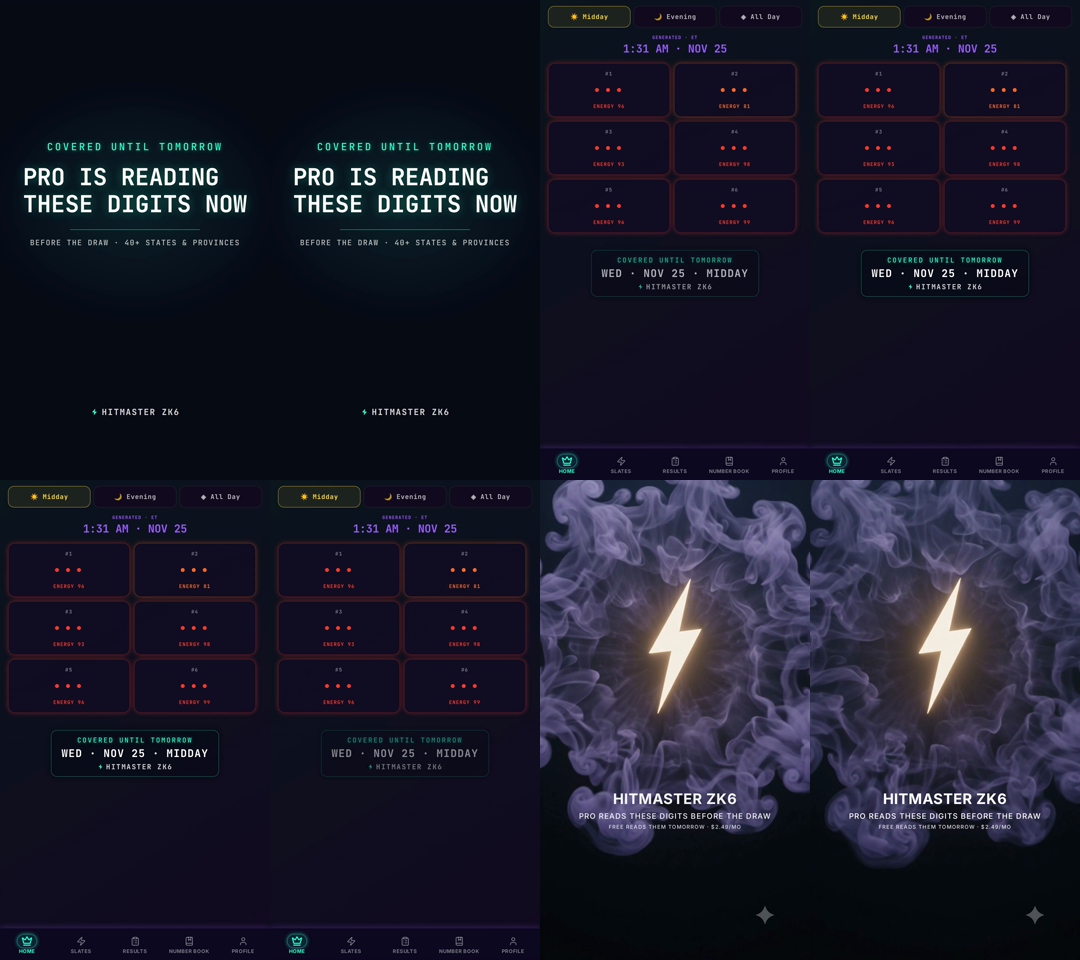 COVERED UNTIL TOMORROW
PRO IS READING
THESE DIGITS NOW
BEFORE THE DRAW · 40+ STATES & PROVINCES
HITMASTER ZK6
COVERED UNTIL TOMORROW
PRO IS READING
THESE DIGITS NOW
BEFORE THE DRAW · 40+ STATES & PROVINCES
HITMASTER ZK6
Midday Evening All Day
GENERATED · ET
1:31 AM · NOV 25
#1 #2
ENERGY 96 ENERGY 81
#3 #4
ENERGY 93 ENERGY 98
#5 #6
ENERGY 96 ENERGY 99
COVERED UNTIL TOMORROW
WED · NOV 25 · MIDDAY
HITMASTER ZK6
HOME SLATES RESULTS NUMBER BOOK PROFILE
Midday Evening All Day
GENERATED · ET
1:31 AM · NOV 25
#1 #2
ENERGY 96 ENERGY 81
#3 #4
ENERGY 93 ENERGY 98
#5 #6
ENERGY 96 ENERGY 99
COVERED UNTIL TOMORROW
WED · NOV 25 · MIDDAY
HITMASTER ZK6
HOME SLATES RESULTS NUMBER BOOK PROFILE
Midday Evening All Day
GENERATED · ET
1:31 AM · NOV 25
#1 #2
ENERGY 96 ENERGY 81
#3 #4
ENERGY 93 ENERGY 98
#5 #6
ENERGY 96 ENERGY 99
COVERED UNTIL TOMORROW
WED · NOV 25 · MIDDAY
HITMASTER ZK6
HOME SLATES RESULTS NUMBER BOOK PROFILE
Midday Evening All Day
GENERATED · ET
1:31 AM · NOV 25
#1 #2
ENERGY 96 ENERGY 81
#3 #4
ENERGY 93 ENERGY 98
#5 #6
ENERGY 96 ENERGY 99
COVERED UNTIL TOMORROW
WED · NOV 25 · MIDDAY
HITMASTER ZK6
HOME SLATES RESULTS NUMBER BOOK PROFILE
HITMASTER ZK6
PRO READS THESE DIGITS BEFORE THE DRAW
FREE READS THEM TOMORROW · $2.49/MO
HITMASTER ZK6
PRO READS THESE DIGITS BEFORE THE DRAW
FREE READS THEM TOMORROW · $2.49/MO